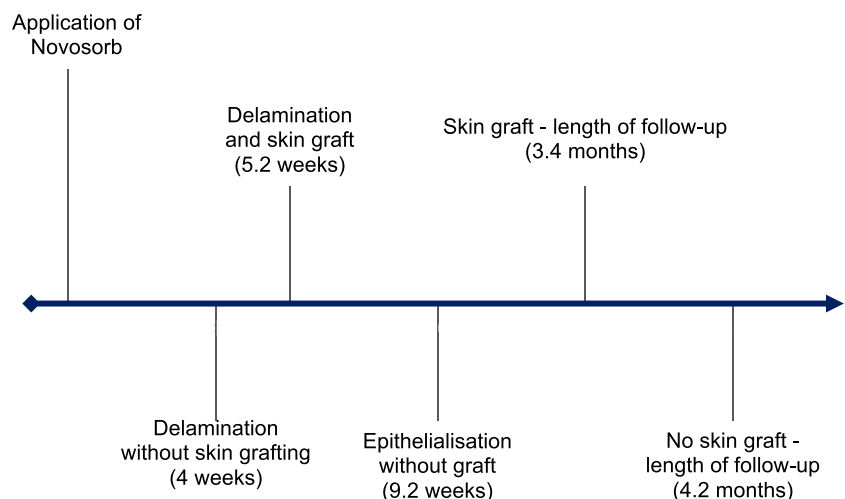 Application of
Novosorb
Delamination
and skin graft
(5.2 weeks)
Skin graft - length of follow-up
(3.4 months)
Delamination
without skin grafting
(4 weeks)
Epithelialisation
without graft
(9.2 weeks)
No skin graft -
length of follow-up
(4.2 months)